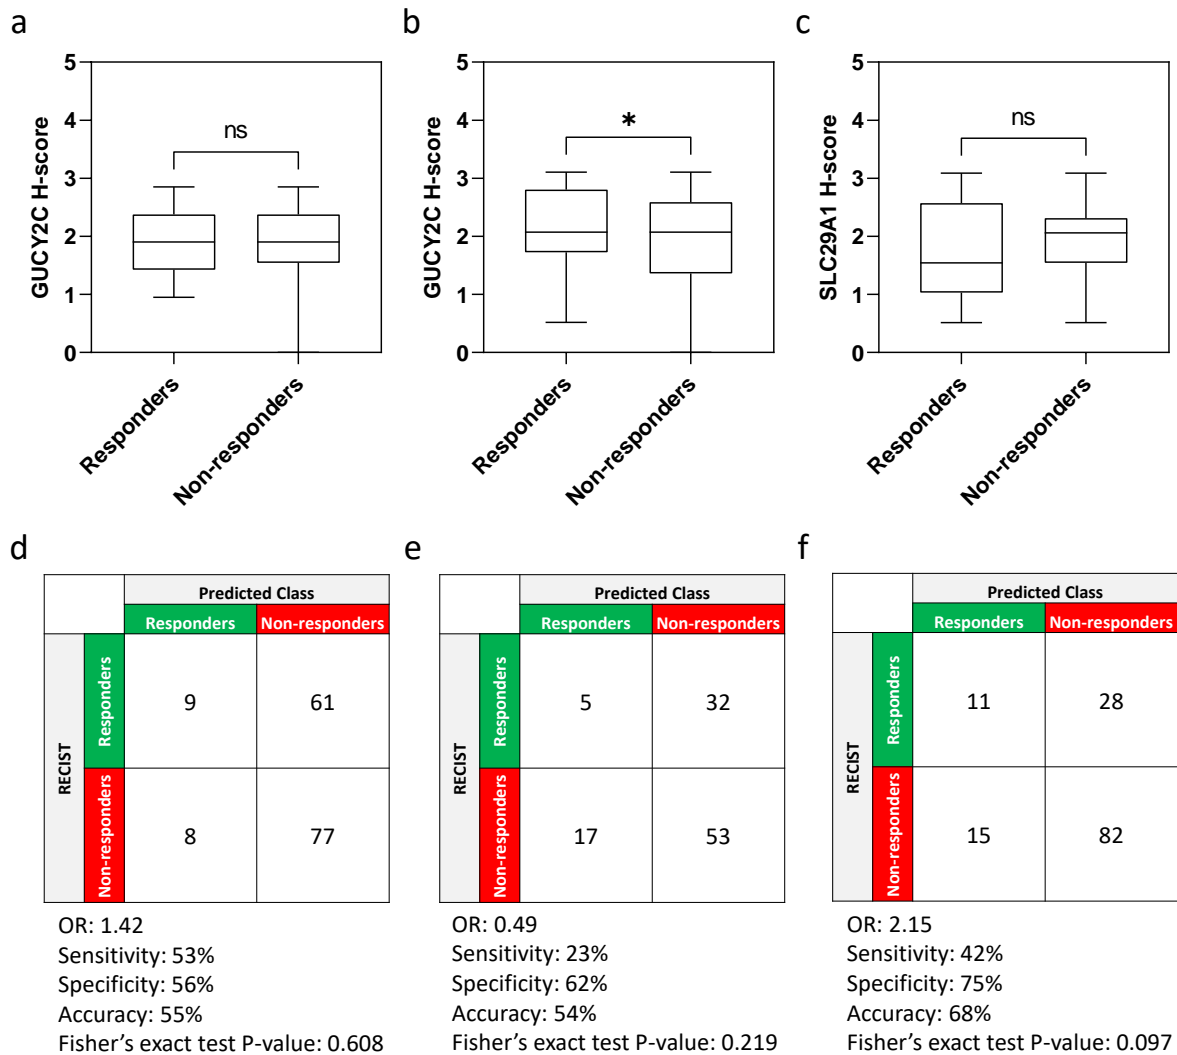 a
b
c
5
4
3
2
1
0
GUCY2C H-score
ns
Responders
Non-responders
5
4
3
2
1
0
GUCY2C H-score
*
Responders
Non-responders
5
4
3
2
1
0
SLC29A1 H-score
ns
Responders
Non-responders
d
Predicted Class
Responders Non-responders
RECIST
Responders
9 61
Non-responders
8 77
OR: 1.42
Sensitivity: 53%
Specificity: 56%
Accuracy: 55%
Fisher’s exact test P-value: 0.608
e
Predicted Class
Responders Non-responders
RECIST
Responders
5 32
Non-responders
17 53
OR: 0.49
Sensitivity: 23%
Specificity: 62%
Accuracy: 54%
Fisher’s exact test P-value: 0.219
f
Predicted Class
Responders Non-responders
RECIST
Responders
11 28
Non-responders
15 82
OR: 2.15
Sensitivity: 42%
Specificity: 75%
Accuracy: 68%
Fisher’s exact test P-value: 0.097